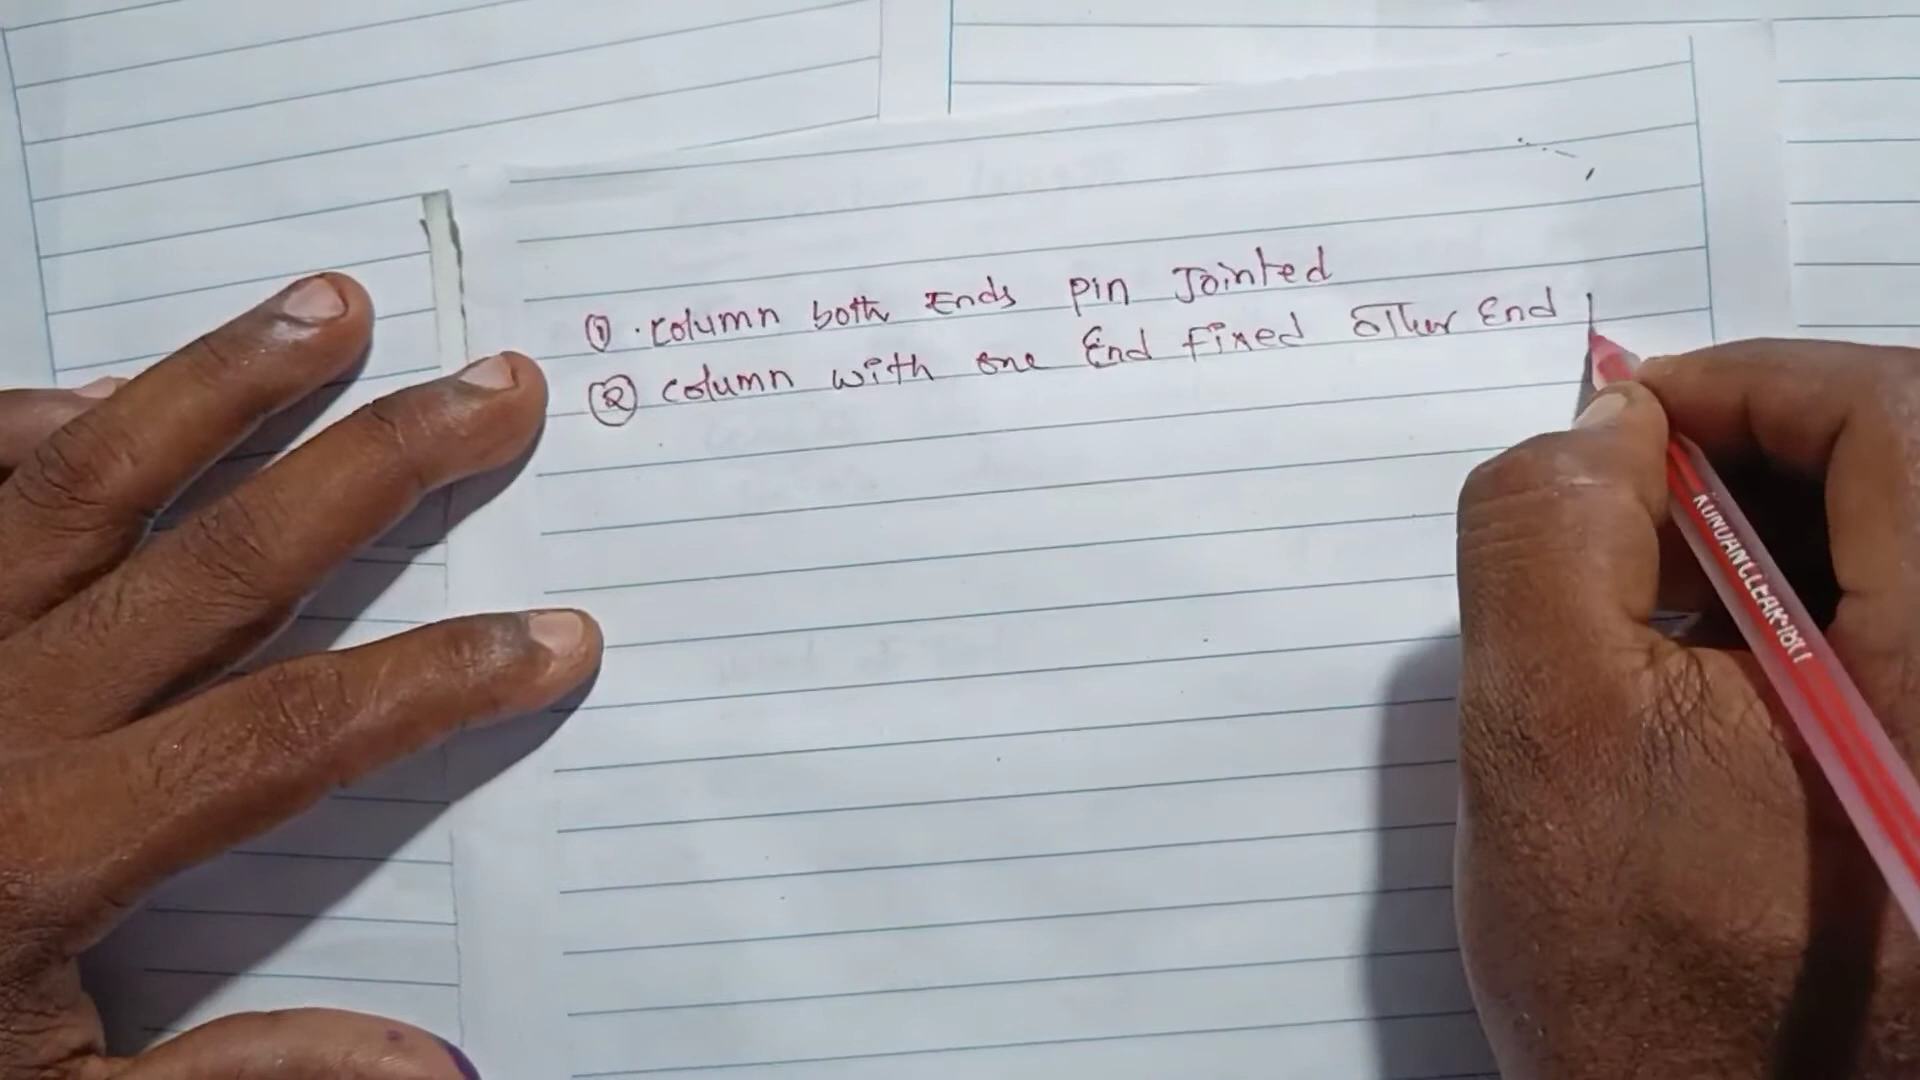 ① column both Ends Pin Jointed
② column with one End fixed other End